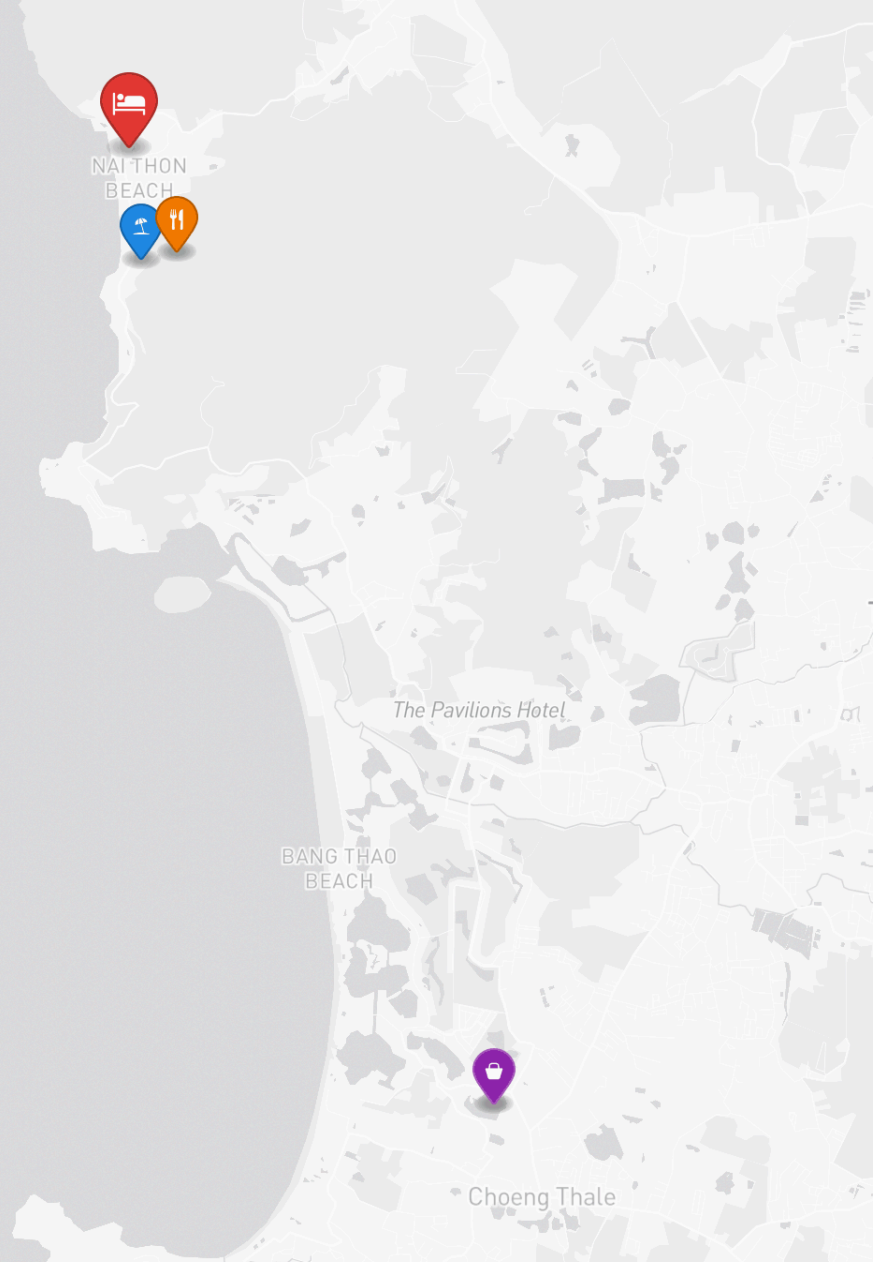 NAI THON
BEACH
The Pavilions Hotel
BANG THAO
BEACH
Choeng Thale